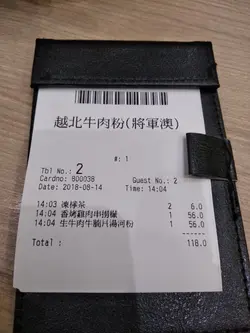 越北牛肉粉(將軍澳)
#: 1
Tbl No.: 2
Cardno: 800038 Guest No.: 2
Date: 2018-08-14 Time: 14:04
14:03 凍檸茶 2 6.0
14:04 香烤雞肉串撈檬 1 56.0
14:04 生牛肉牛腩片湯河粉 1 56.0
Total: 118.0